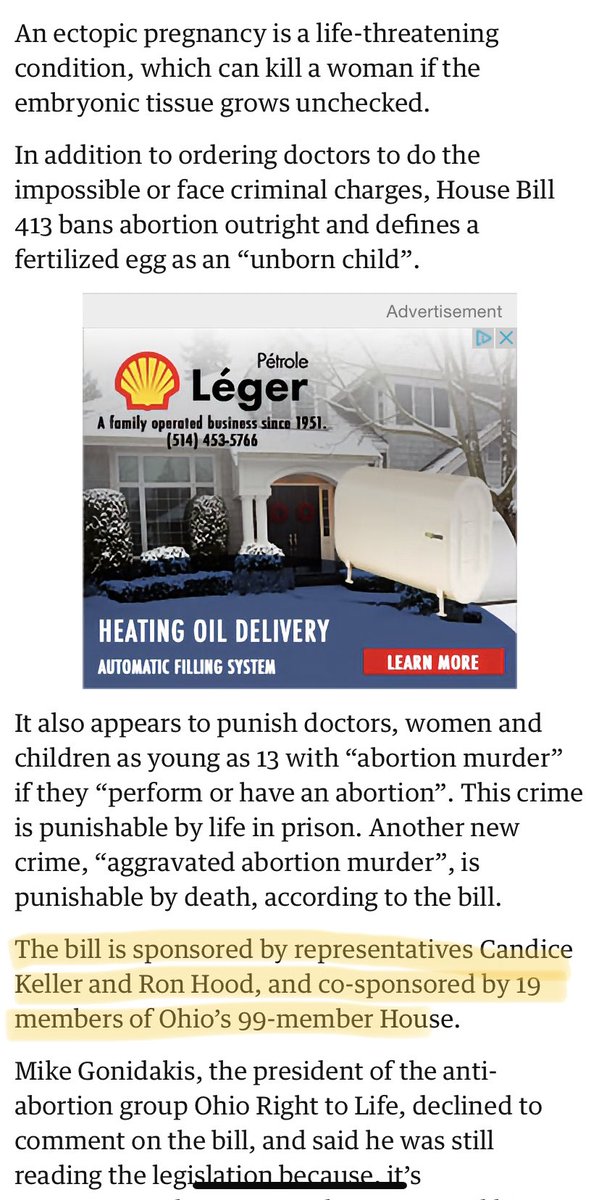 An ectopic pregnancy is a life-threatening
condition, which can kill a woman if the
embryonic tissue grows unchecked.
In addition to ordering doctors to do the
impossible or face criminal charges, House Bill
413 bans abortion outright and defines a
fertilized egg as an “unborn child”.
Advertisement
Pétrole
Léger
A family operated business since 1951.
(514) 453-5766
HEATING OIL DELIVERY
AUTOMATIC FILLING SYSTEM
LEARN MORE
It also appears to punish doctors, women and
children as young as 13 with “abortion murder”
if they “perform or have an abortion”. This crime
is punishable by life in prison. Another new
crime, “aggravated abortion murder”, is
punishable by death, according to the bill.
The bill is sponsored by representatives Candice
Keller and Ron Hood, and co-sponsored by 19
members of Ohio’s 99-member House.
Mike Gonidakis, the president of the anti-
abortion group Ohio Right to Life, declined to
comment on the bill, and said he was still
reading the legislation because, it’s